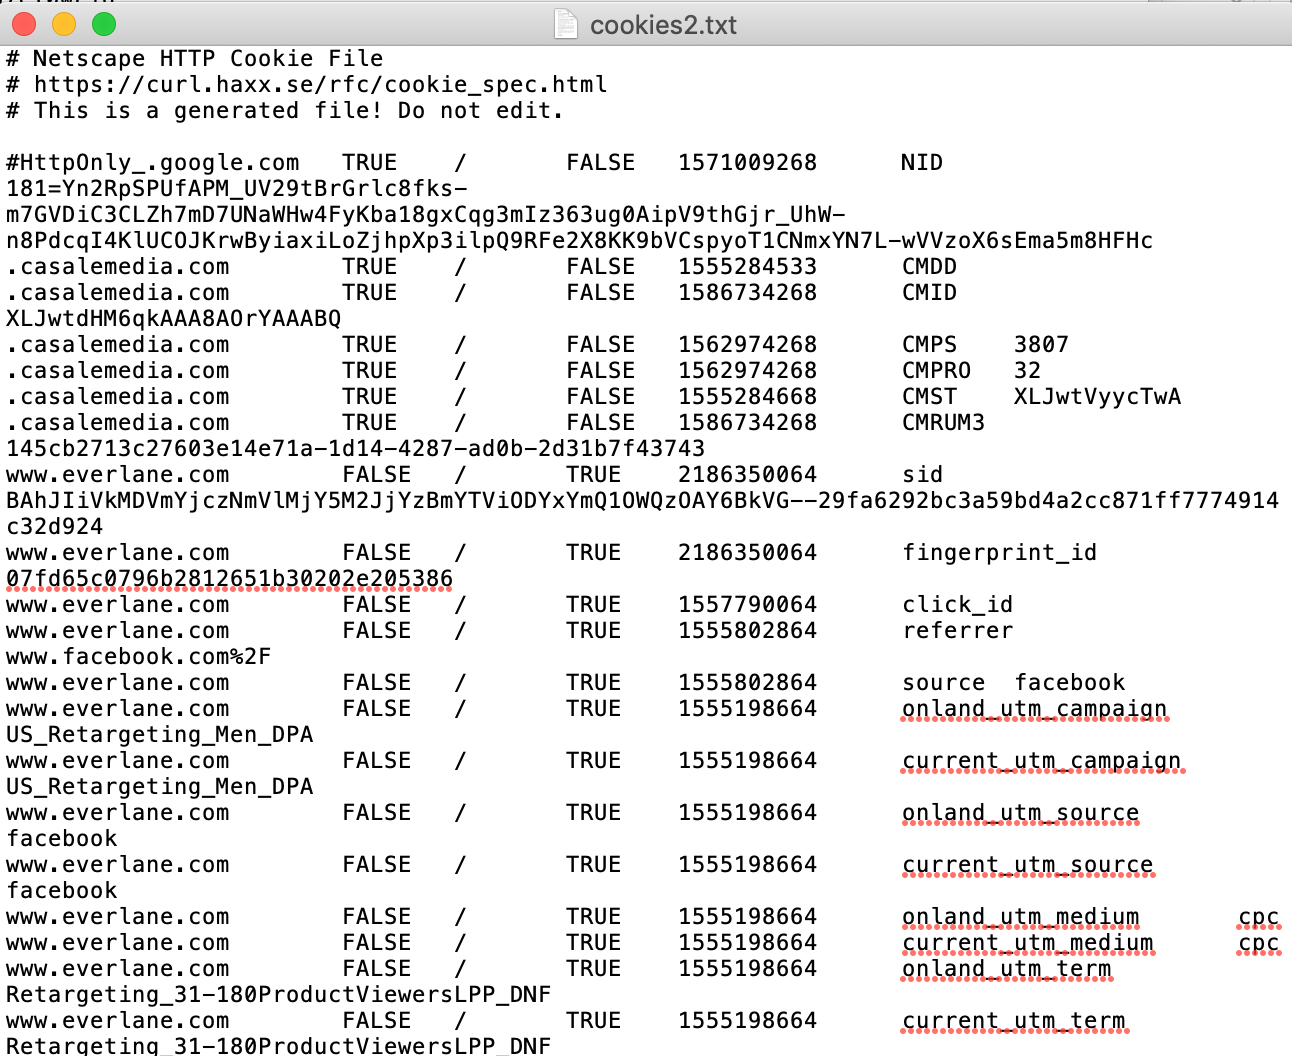 cookies2.txt
# Netscape HTTP Cookie File
# https://curl.haxx.se/rfc/cookie_spec.html
# This is a generated file! Do not edit.
#HttpOnly_.google.com TRUE / FALSE 1571009268 NID
181=Yn2RpSPUfAPM_UV29tBrGrlc8fks-
m7GVDiC3CLZh7mD7UNaWHw4FyKba18gxCqg3mIz363ug0AipV9thGjr_UhW-
n8PdcqI4KlUCOJKrwByiaxiLoZjhpXp3ilpQ9RFe2X8KK9bVCspyoT1CNmxYN7L-wVVzoX6sEma5m8HFHc
.casalemedia.com TRUE / FALSE 1555284533 CMDD
.casalemedia.com TRUE / FALSE 1586734268 CMID
XLJwtdHM6qkAAA8AOrYAAABQ
.casalemedia.com TRUE / FALSE 1562974268 CMPS 3807
.casalemedia.com TRUE / FALSE 1562974268 CMPRO 32
.casalemedia.com TRUE / FALSE 1555284668 CMST XLJwtVyycTwA
.casalemedia.com TRUE / FALSE 1586734268 CMRUM3
145cb2713c27603e14e71a-1d14-4287-ad0b-2d31b7f43743
www.everlane.com FALSE / TRUE 2186350064 sid
BAhJIiVkMDVmYjczNmVlMjY5M2JjYzBmYTViODYxYmQ1OWQzOAY6BkVG--29fa6292bc3a59bd4a2cc871ff7774914
c32d924
www.everlane.com FALSE / TRUE 2186350064 fingerprint_id
07fd65c0796b2812651b30202e205386
www.everlane.com FALSE / TRUE 1557790064 click_id
www.everlane.com FALSE / TRUE 1555802864 referrer
www.facebook.com%2F
www.everlane.com FALSE / TRUE 1555802864 source facebook
www.everlane.com FALSE / TRUE 1555198664 onland_utm_campaign
US_Retargeting_Men_DPA
www.everlane.com FALSE / TRUE 1555198664 current_utm_campaign
US_Retargeting_Men_DPA
www.everlane.com FALSE / TRUE 1555198664 onland_utm_source
facebook
www.everlane.com FALSE / TRUE 1555198664 current_utm_source
facebook
www.everlane.com FALSE / TRUE 1555198664 onland_utm_medium cpc
www.everlane.com FALSE / TRUE 1555198664 current_utm_medium cpc
www.everlane.com FALSE / TRUE 1555198664 onland_utm_term
Retargeting_31-180ProductViewersLPP_DNF
www.everlane.com FALSE / TRUE 1555198664 current_utm_term
Retargeting_31-180ProductViewersLPP_DNF